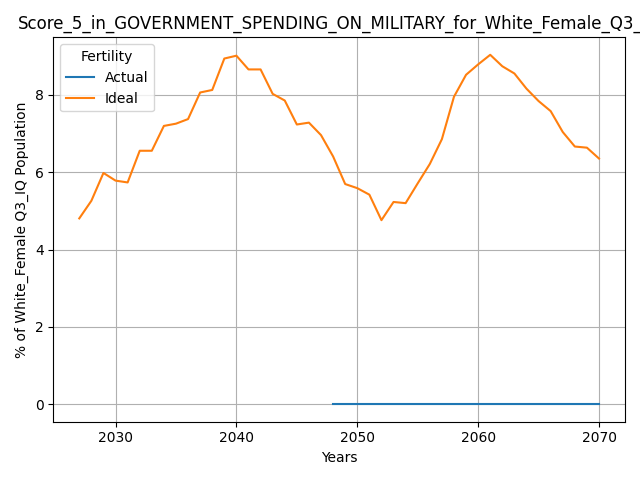 Score_5_in_GOVERNMENT_SPENDING_ON_MILITARY_for_White_Female_Q3_
Fertility
Actual
Ideal
% of White_Female Q3_IQ Population
8
6
4
2
0
2030 2040 2050 2060 2070
Years